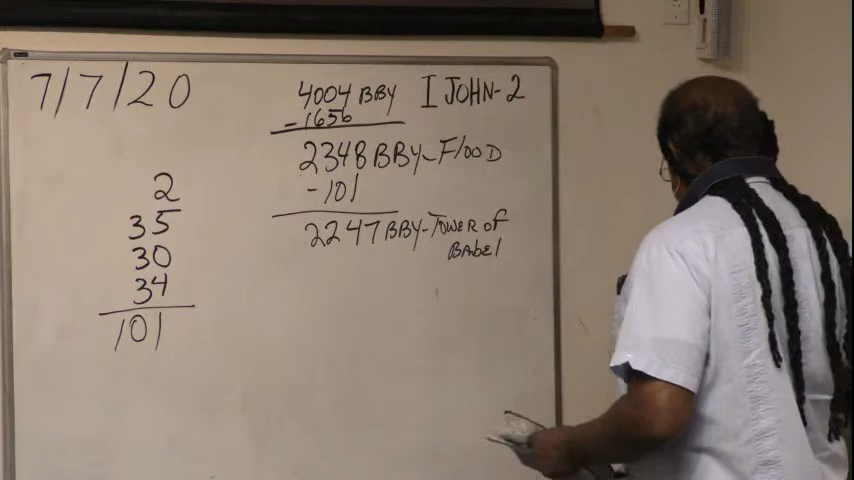 7/7/20
2
35
30
34
101
4004 BBY I JOHN-2
-1656
2348 BBY-FlOOD
-101
2247 BBY-TOWER OF
BABEl